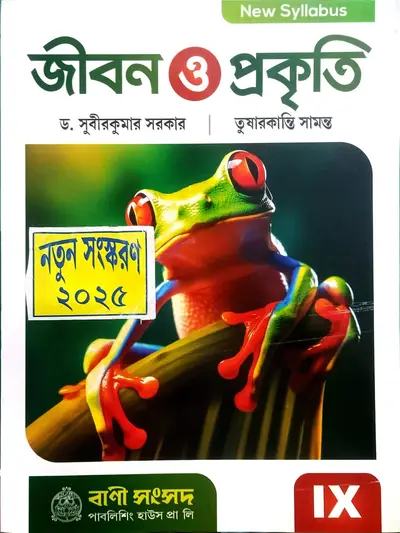 New Syllabus
জীবন ও প্রকৃতি
ড. সুবীরকুমার সরকার | তুষারকান্তি সামন্ত
নতুন সংস্করণ
২০২৫
বাণী সংসদ
পাবলিশিং হাউস প্রা লি
IX